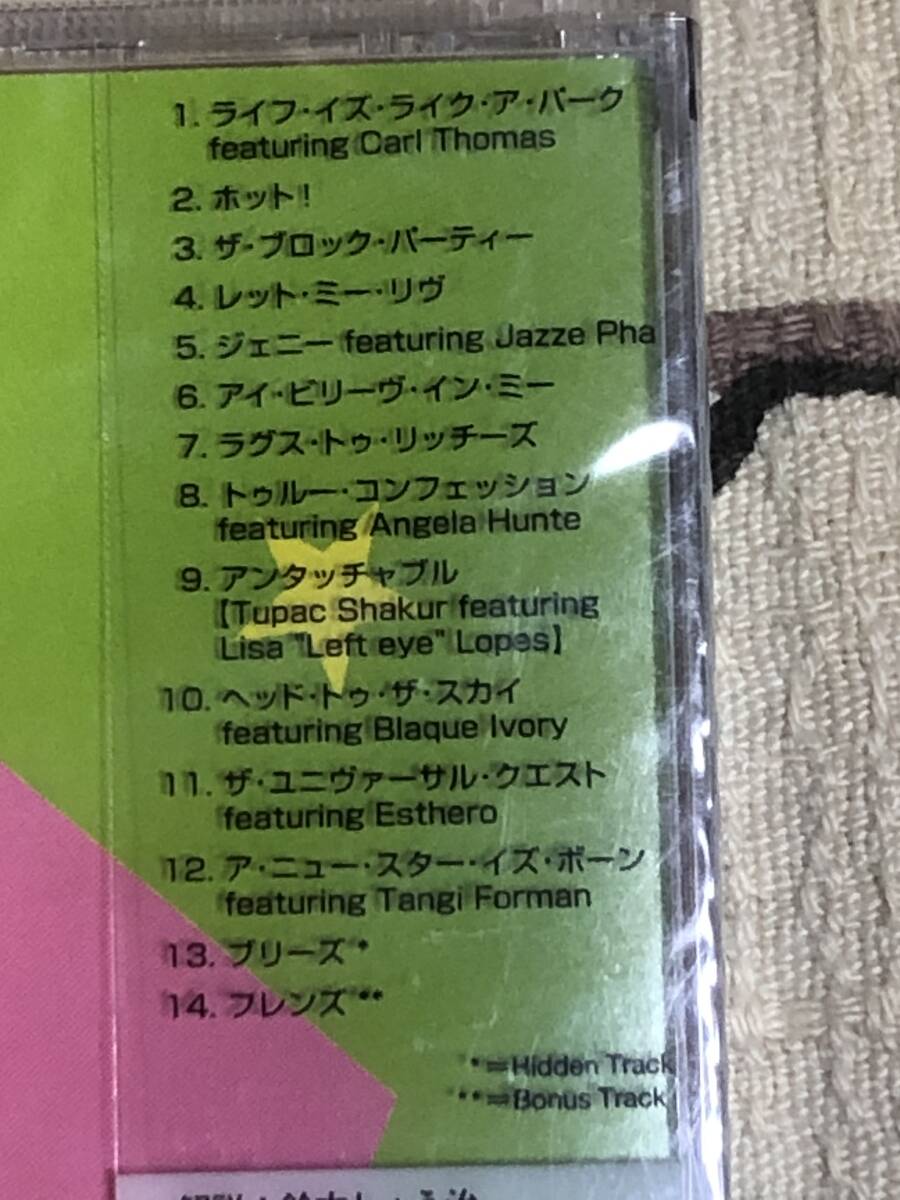 1. ライフ・イズ・ライク・ア・パーク
featuring Carl Thomas
2. ホット!
3. ザ・ブロック・パーティー
4. レット・ミー・リヴ
5. ジェニー featuring Jazze Pha
6. アイ・ビリーヴ・イン・ミー
7. ラグス・トゥ・リッチーズ
8. トゥルー・コンフェッション
featuring Angela Hunte
9. アンタッチャブル
【Tupac Shakur featuring
Lisa "Left eye" Lopes】
10. ヘッド・トゥ・ザ・スカイ
featuring Blaque Ivory
11. ザ・ユニヴァーサル・クエスト
featuring Esthero
12. ア・ニュー・スター・イズ・ボーン
featuring Tangi Forman
13. ブリーズ*
14. フレンズ**
*=Hidden Track
**=Bonus Track